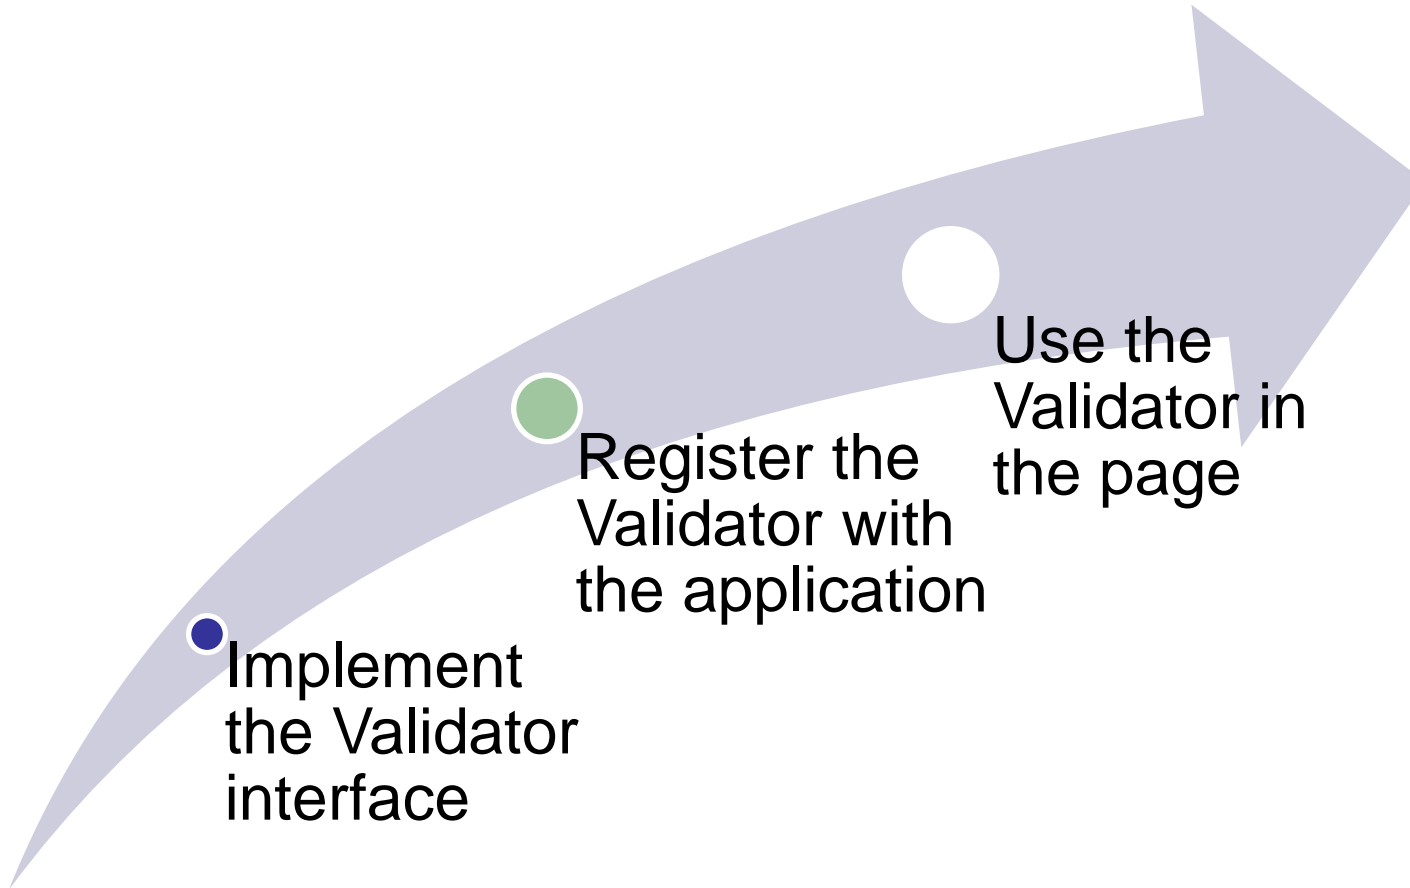 Implement
the Validator
interface
Register the
Validator with
the application
Use the
Validator in
the page